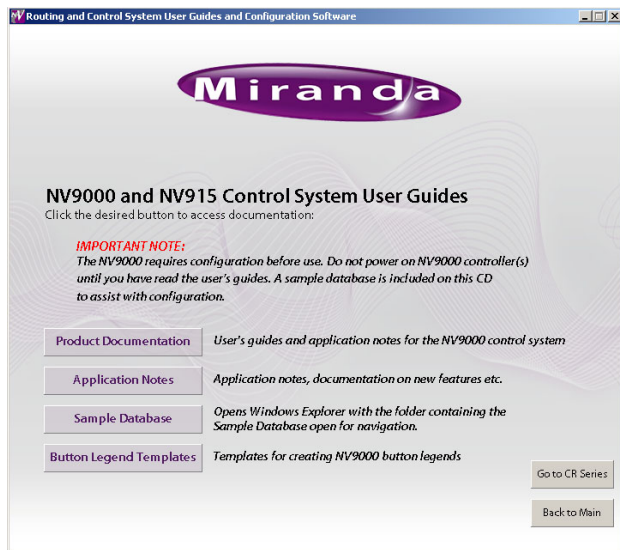 Routing and Control System User Guides and Configuration Software
Miranda
NV9000 and NV915 Control System User Guides
Click the desired button to access documentation:
IMPORTANT NOTE:
The NV9000 requires configuration before use. Do not power on NV9000 controller(s)
until you have read the user's guides. A sample database is included on this CD
to assist with configuration.
Product Documentation
User's guides and application notes for the NV9000 control system
Application Notes
Application notes, documentation on new features etc.
Sample Database
Opens Windows Explorer with the folder containing the
Sample Database open for navigation.
Button Legend Templates
Templates for creating NV9000 button legends
Go to CR Series
Back to Main